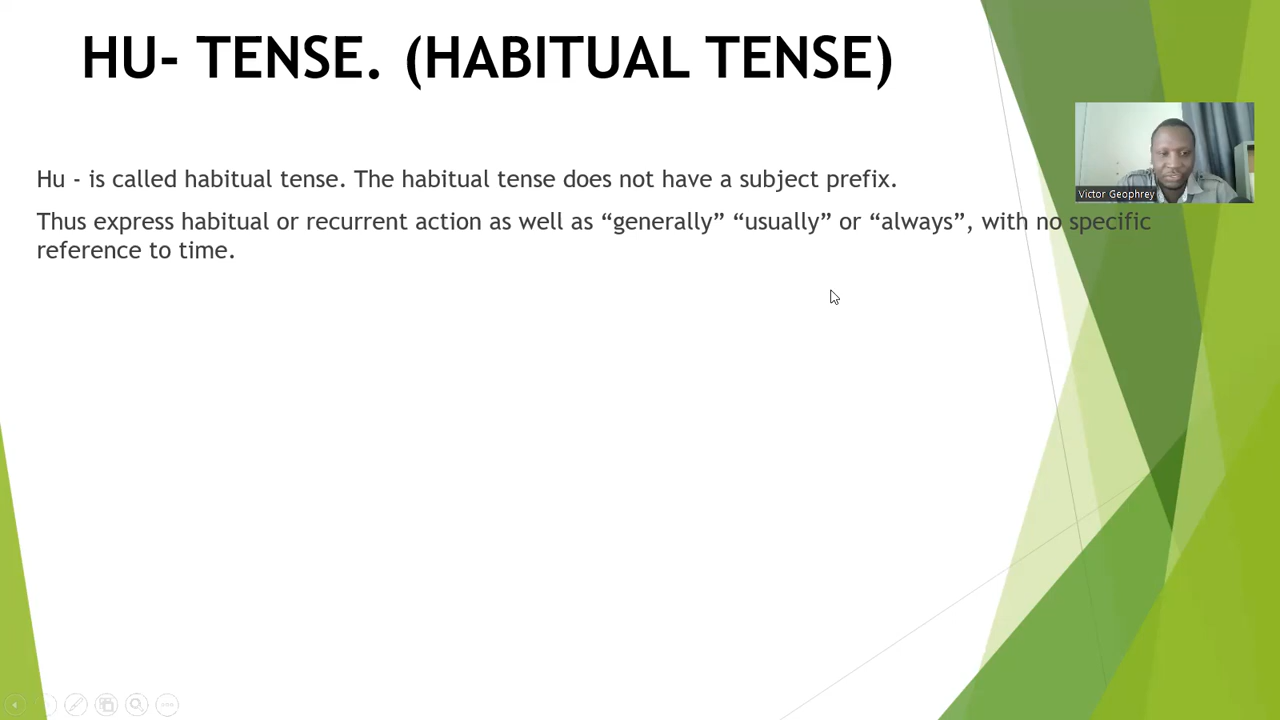 HU- TENSE. (HABITUAL TENSE)
Hu - is called habitual tense. The habitual tense does not have a subject prefix.
Thus express habitual or recurrent action as well as “generally” “usually” or “always”, with no specific
reference to time.
Victor Geophrey